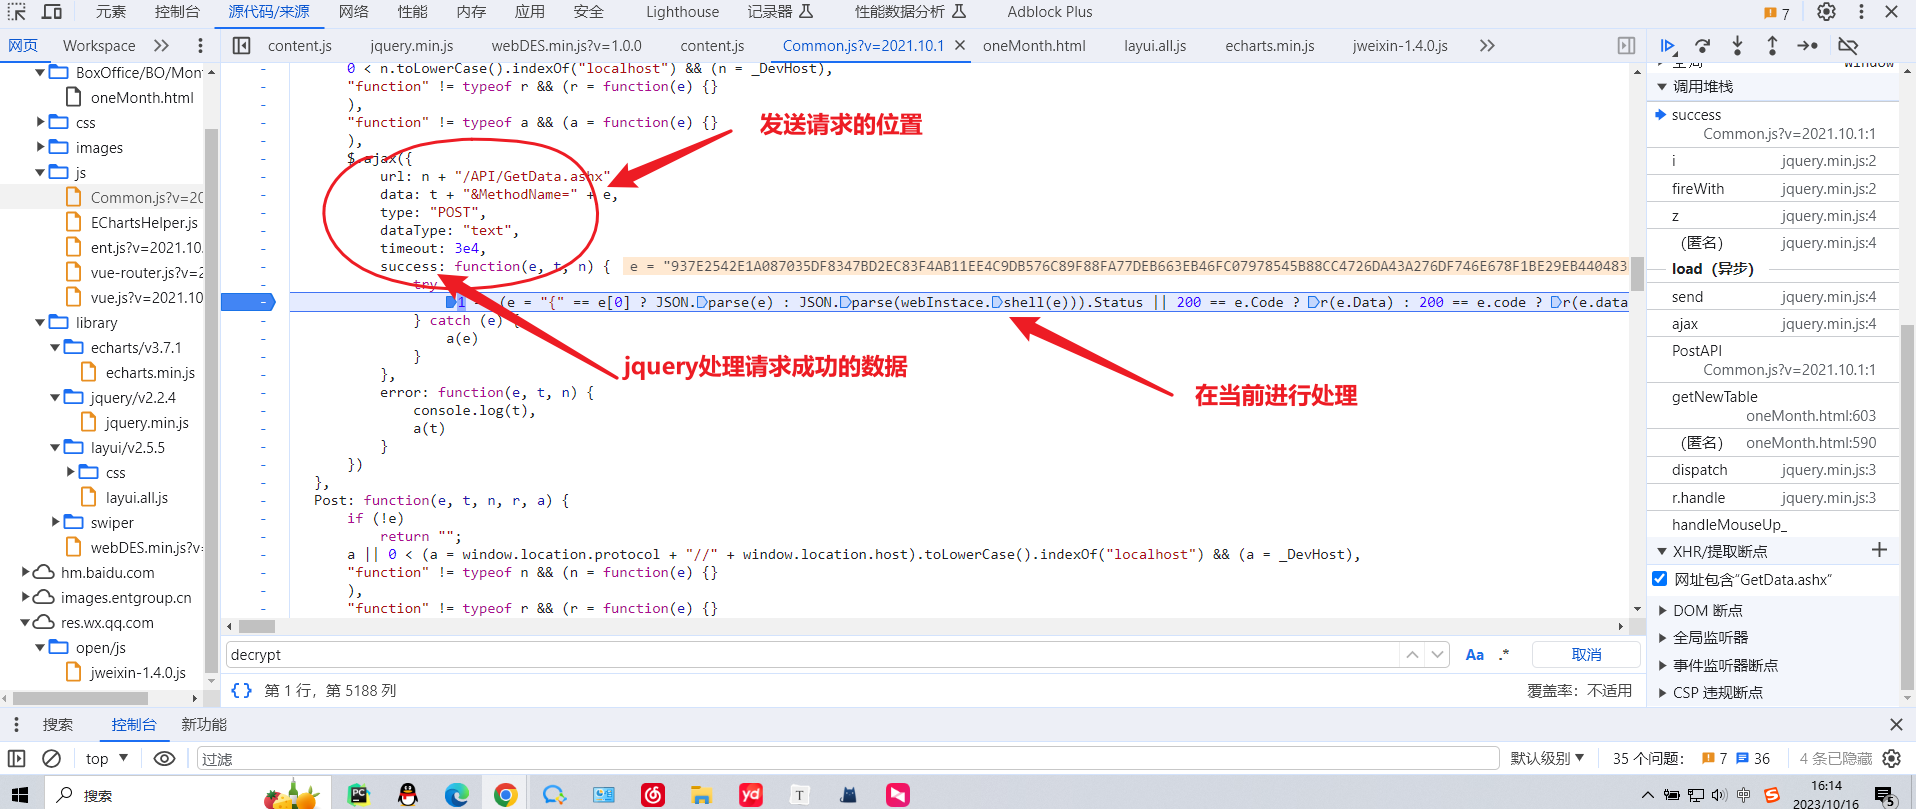 元素 控制台 源代码/来源 网络 性能 内存 应用 安全 Lighthouse 记录器 性能数据分析 Adblock Plus 7
网页 Workspace content.js jquery.min.js webDES.min.js?v=1.0.0 content.js Common.js?v=2021.10.1 oneMonth.html layui.all.js echarts.min.js jweixin-1.4.0.js
BoxOffice/BO/Mon
oneMonth.html
css
images
js
Common.js?v=20
EChartsHelper.js
ent.js?v=2021.10.
vue-router.js?v=2
vue.js?v=2021.10.
library
echarts/v3.7.1
echarts.min.js
jquery/v2.2.4
jquery.min.js
layui/v2.5.5
css
layui.all.js
swiper
webDES.min.js?v=
hm.baidu.com
images.entgroup.cn
res.wx.qq.com
open/js
jweixin-1.4.0.js
0 < n.toLowerCase().indexOf("localhost") && (n = _DevHost),
"function" != typeof r && (r = function(e) {}
),
"function" != typeof a && (a = function(e) {}
),
$.ajax({
url: n + "/API/GetData.ashx"
data: t + "&MethodName=" + e,
type: "POST",
dataType: "text",
timeout: 3e4,
success: function(e, t, n) { e = "937E2542E1A087035DF8347BD2EC83F4AB11EE4C9DB576C89F88FA77DEB663EB46FC07978545B88CC4726DA43A276DF746E678F1BE29EB440483
try
1 (e = "{" == e[0] ? JSON.parse(e) : JSON.parse(webInstace.shell(e))).Status || 200 == e.Code ? r(e.Data) : 200 == e.code ? r(e.data
} catch (e) {
a(e)
}
},
error: function(e, t, n) {
console.log(t),
a(t)
}
})
},
Post: function(e, t, n, r, a) {
if (!e)
return "";
a || 0 < (a = window.location.protocol + "//" + window.location.host).toLowerCase().indexOf("localhost") && (a = _DevHost),
"function" != typeof n && (n = function(e) {}
),
"function" != typeof r && (r = function(e) {}
发送请求的位置
jquery处理请求成功的数据
在当前进行处理
decrypt Aa .* 取消
{} 第 1 行，第 5188 列 覆盖率：不适用
全局 Window
调用堆栈
success
Common.js?v=2021.10.1:1
i jquery.min.js:2
fireWith jquery.min.js:2
z jquery.min.js:4
(匿名) jquery.min.js:4
load（异步）
send jquery.min.js:4
ajax jquery.min.js:4
PostAPI
Common.js?v=2021.10.1:1
getNewTable
oneMonth.html:603
(匿名) oneMonth.html:590
dispatch jquery.min.js:3
r.handle jquery.min.js:3
handleMouseUp_
XHR/提取断点
网址包含"GetData.ashx"
DOM 断点
全局监听器
事件监听器断点
CSP 违规断点
搜索 控制台 新功能
top 过滤 默认级别 35 个问题： 7 36 4 条已隐藏
搜索 PC yd T 中 S 16:14
2023/10/16 5